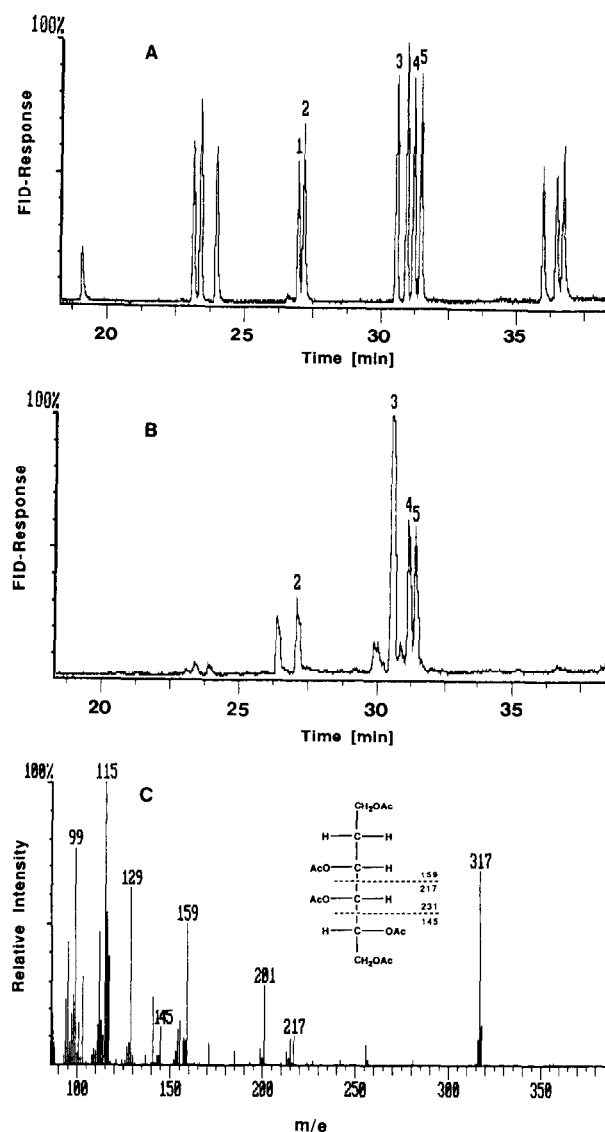 100%
A
FID-Response
1
2
3
4
5
20
25
30
35
Time [min]
100%
B
FID-Response
2
3
4
5
20
25
30
35
Time [min]
100%
C
Relative Intensity
99
115
129
145
159
201
217
317
CH₂OAc
H—C—H
AcO—C—H
159
217
AcO—C—H
231
145
H—C—OAc
CH₂OAc
100
150
200
250
300
350
m/e